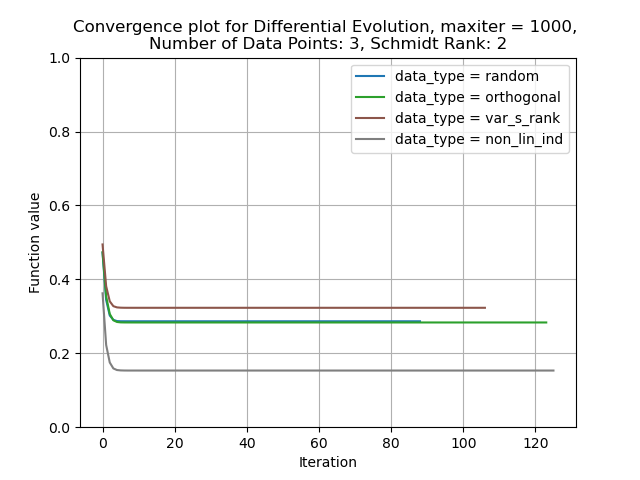 Convergence plot for Differential Evolution, maxiter = 1000,
Number of Data Points: 3, Schmidt Rank: 2
data_type = random
data_type = orthogonal
data_type = var_s_rank
data_type = non_lin_ind
Function value
1.0
0.8
0.6
0.4
0.2
0.0
0 20 40 60 80 100 120
Iteration